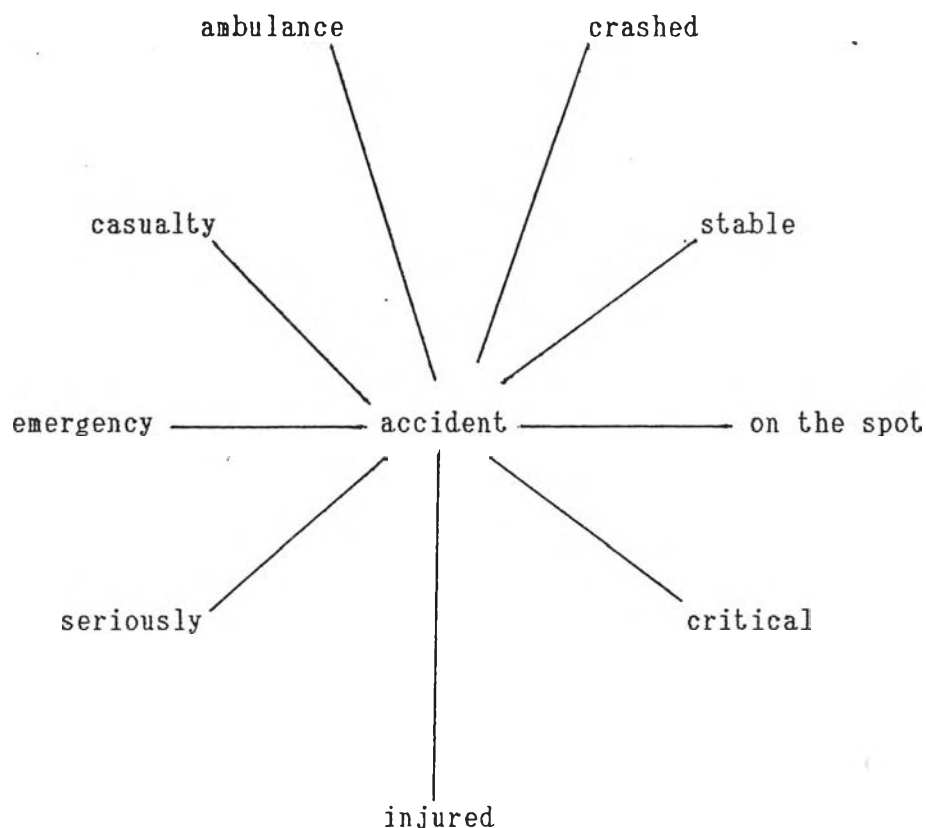 ambulance crashed
casualty stable
emergency accident on the spot
seriously critical
injured